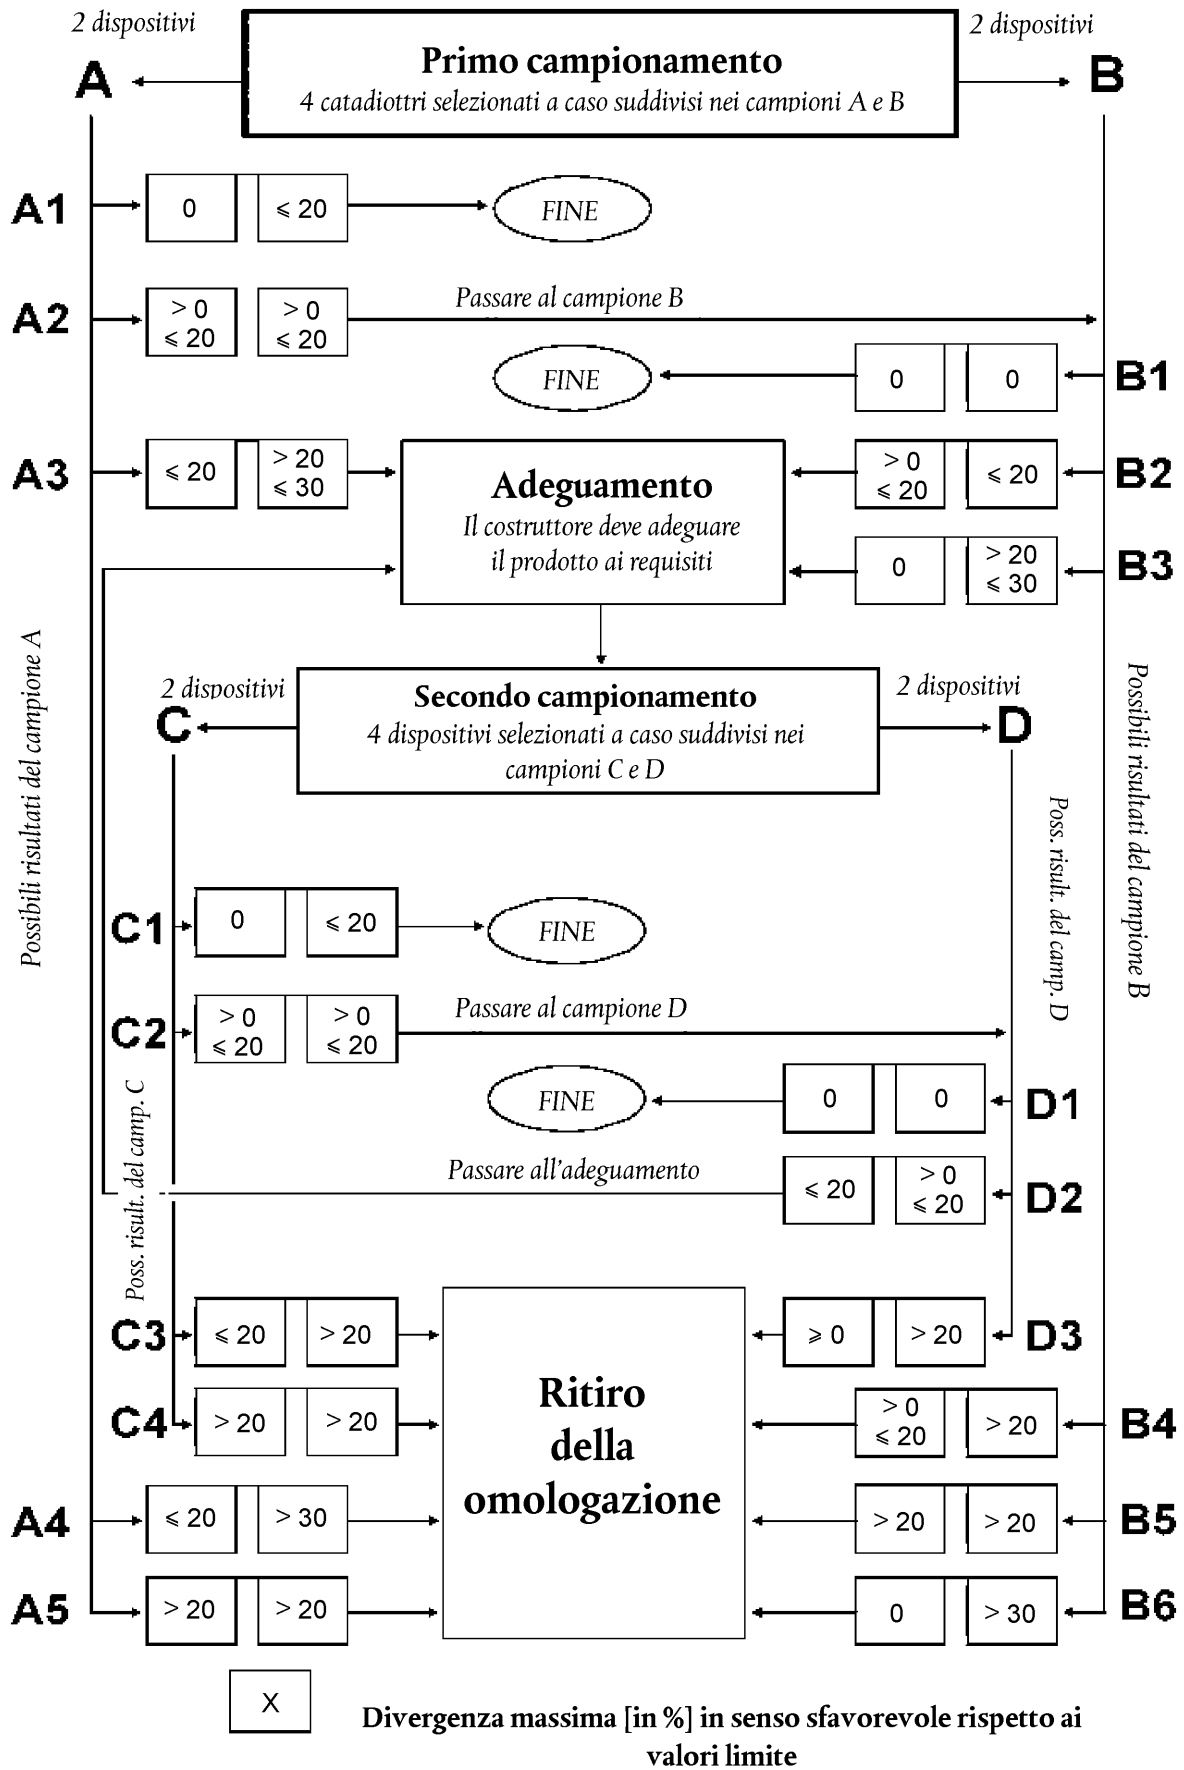 2 dispositivi
2 dispositivi
Primo campionamento
A
B
4 catadiottri selezionati a caso suddivisi nei campioni A e B
A1
0
⩽ 20
FINE
A2
> 0
⩽ 20
> 0
⩽ 20
Passare al campione B
FINE
0
0
B1
A3
⩽ 20
> 20
⩽ 30
Adeguamento
Il costruttore deve adeguare
il prodotto ai requisiti
> 0
⩽ 20
⩽ 20
B2
0
> 20
⩽ 30
B3
Possibili risultati del campione A
Possibili risultati del campione B
2 dispositivi
2 dispositivi
C
D
Secondo campionamento
4 dispositivi selezionati a caso suddivisi nei
campioni C e D
Poss. risult. del camp. D
C1
0
⩽ 20
FINE
C2
> 0
⩽ 20
> 0
⩽ 20
Passare al campione D
Poss. risult. del camp. C
FINE
0
0
D1
Passare all'adeguamento
⩽ 20
> 0
⩽ 20
D2
C3
⩽ 20
> 20
Ritiro
della
omologazione
⩾ 0
> 20
D3
C4
> 20
> 20
> 0
⩽ 20
> 20
B4
A4
⩽ 20
> 30
> 20
> 20
B5
A5
> 20
> 20
0
> 30
B6
X
Divergenza massima [in %] in senso sfavorevole rispetto ai
valori limite